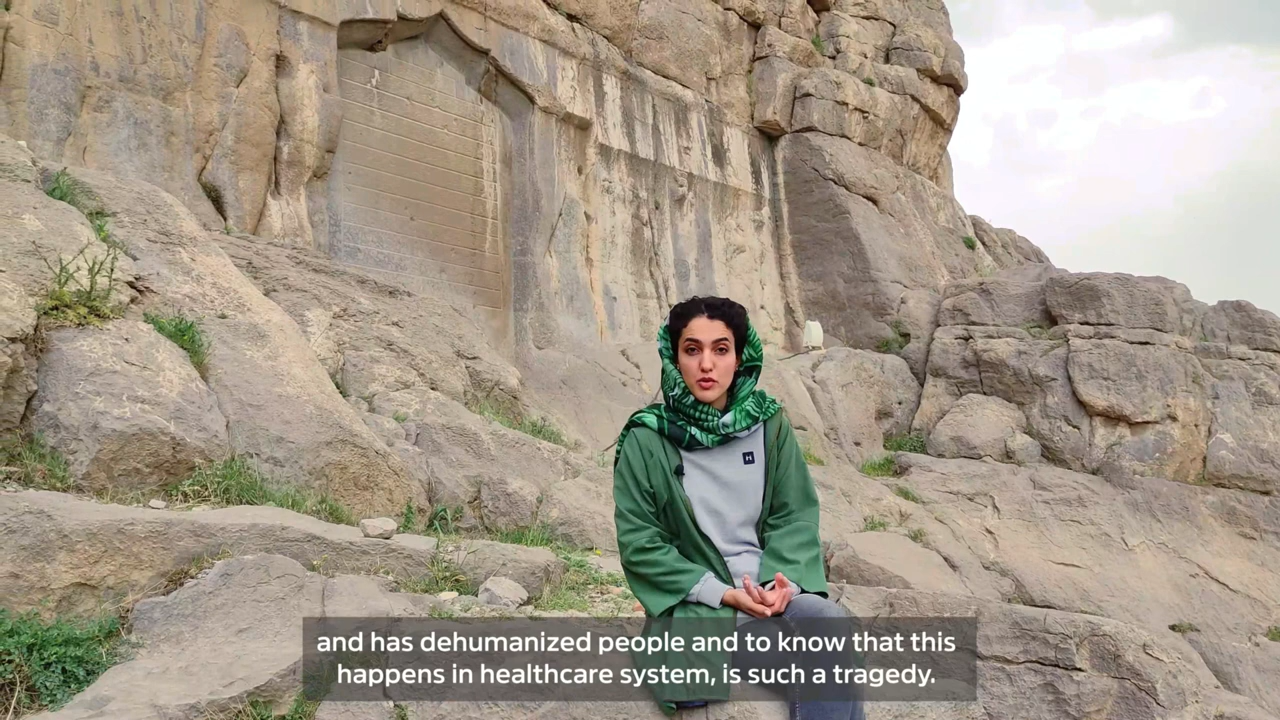 and has dehumanized people and to know that this
happens in healthcare system, is such a tragedy.